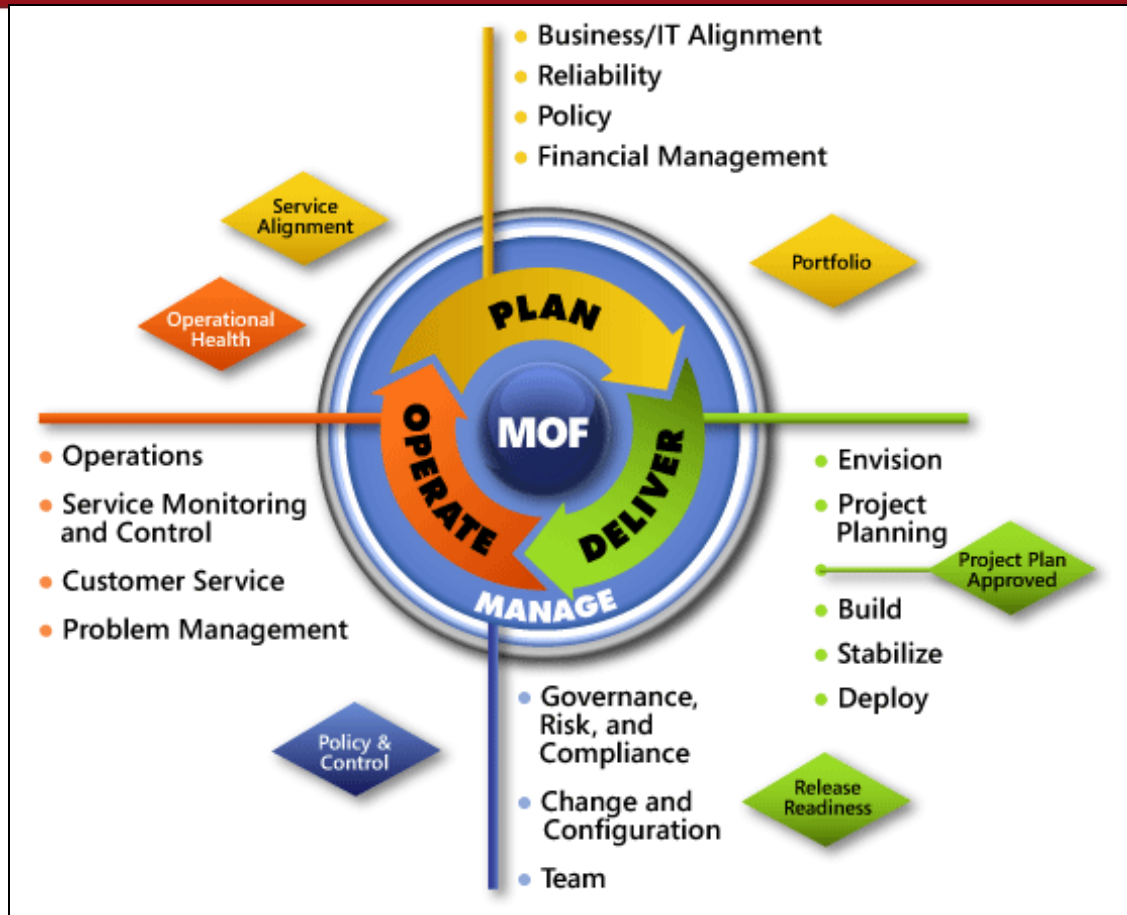 Business/IT Alignment
Reliability
Policy
Financial Management
Service
Alignment
Portfolio
Operational
Health
PLAN
MOF
OPERATE
DELIVER
MANAGE
Operations
Service Monitoring
and Control
Customer Service
Problem Management
Envision
Project
Planning
Project Plan
Approved
Build
Stabilize
Deploy
Policy &
Control
Governance,
Risk, and
Compliance
Change and
Configuration
Team
Release
Readiness